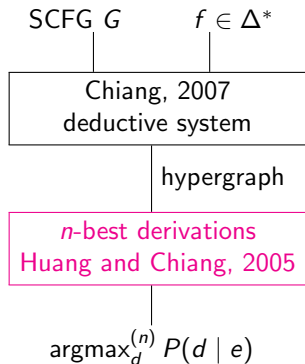 SCFG G f ∈ Δ*
Chiang, 2007
deductive system
hypergraph
n-best derivations
Huang and Chiang, 2005
argmax_d^(n) P(d | e)